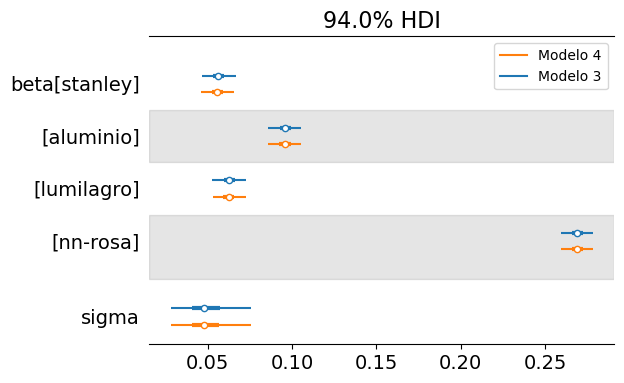 94.0% HDI
Modelo 4
Modelo 3
beta[stanley]
[aluminio]
[lumilagro]
[nn-rosa]
sigma
0.05 0.10 0.15 0.20 0.25